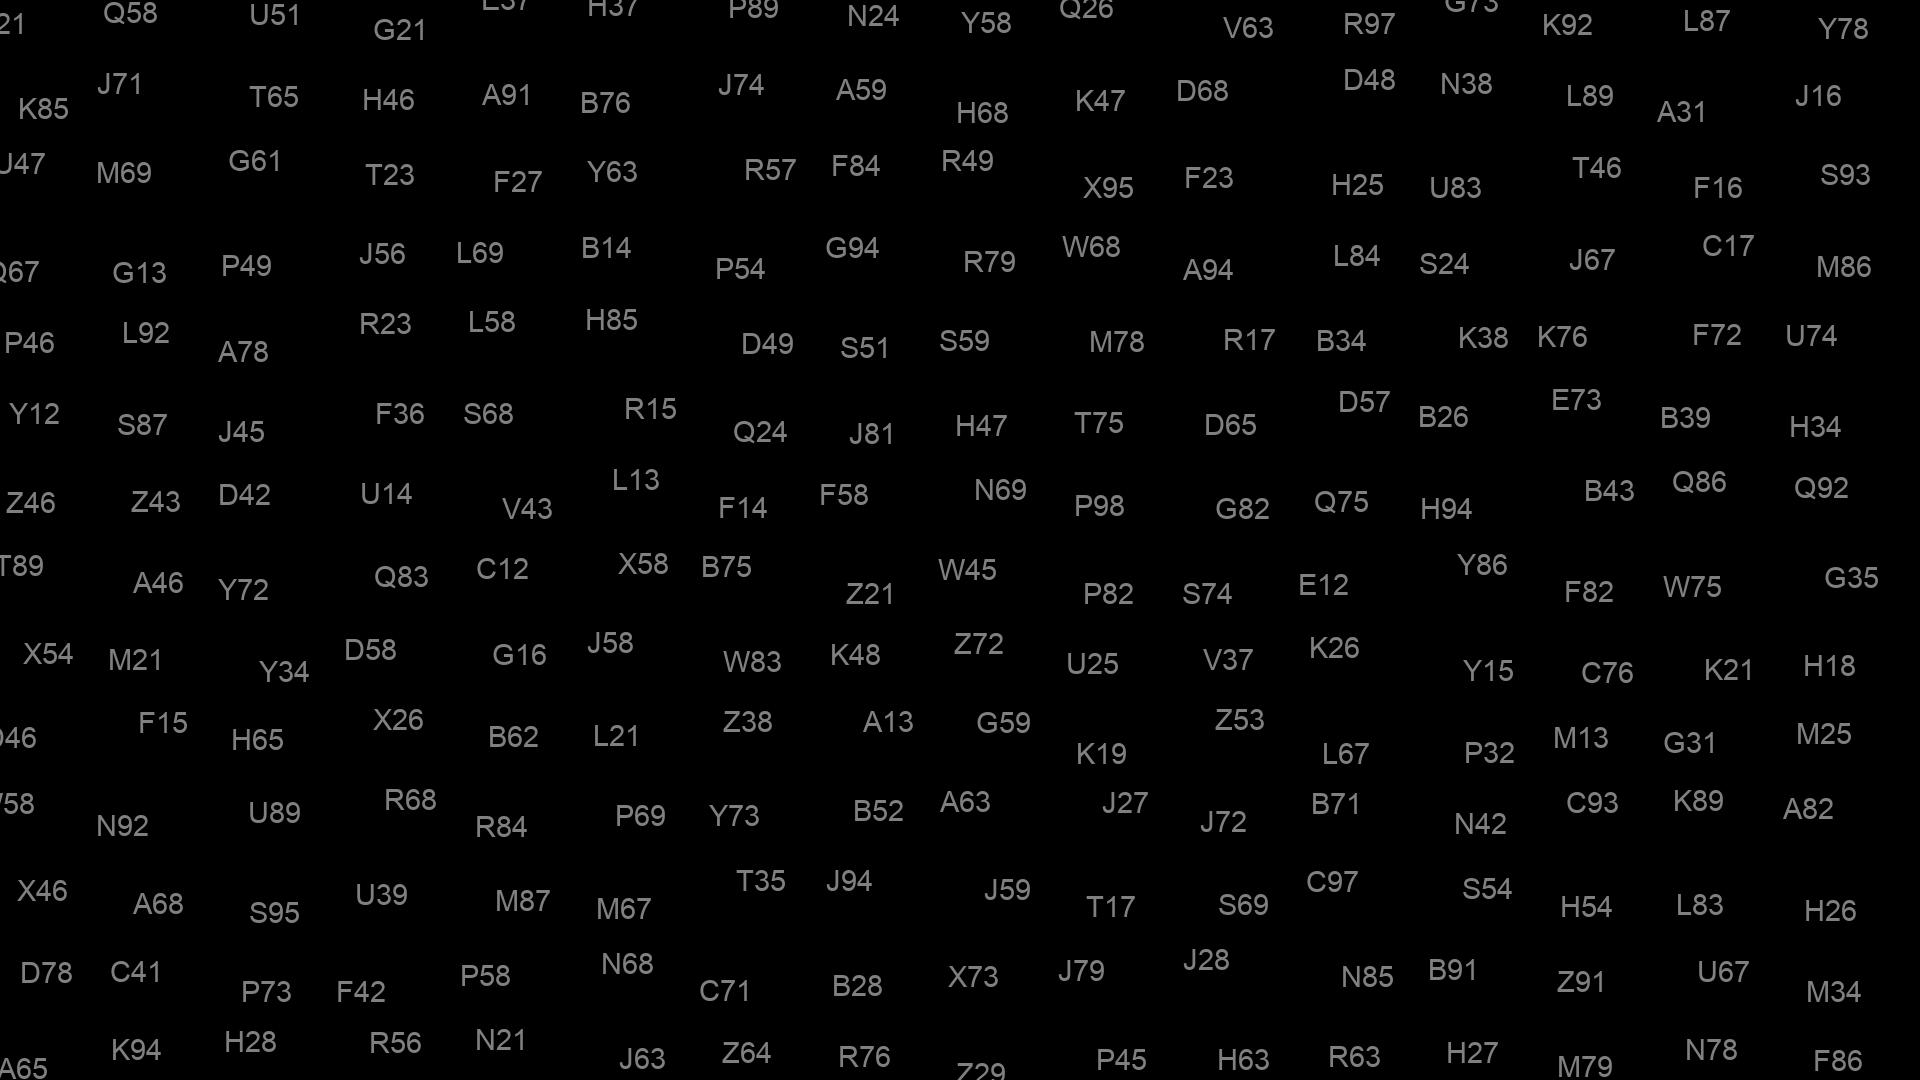 21 Q58 U51 G21 E37 H37 P89 N24 Y58 Q26 V63 R97 G73 K92 L87 Y78
K85 J71 T65 H46 A91 B76 J74 A59 H68 K47 D68 D48 N38 L89 A31 J16
U47 M69 G61 T23 F27 Y63 R57 F84 R49 X95 F23 H25 U83 T46 F16 S93
Q67 G13 P49 J56 L69 B14 P54 G94 R79 W68 A94 L84 S24 J67 C17 M86
P46 L92 A78 R23 L58 H85 D49 S51 S59 M78 R17 B34 K38 K76 F72 U74
Y12 S87 J45 F36 S68 R15 Q24 J81 H47 T75 D65 D57 B26 E73 B39 H34
Z46 Z43 D42 U14 V43 L13 F14 F58 N69 P98 G82 Q75 H94 B43 Q86 Q92
T89 A46 Y72 Q83 C12 X58 B75 Z21 W45 P82 S74 E12 Y86 F82 W75 G35
X54 M21 Y34 D58 G16 J58 W83 K48 Z72 U25 V37 K26 Y15 C76 K21 H18
46 F15 H65 X26 B62 L21 Z38 A13 G59 K19 Z53 L67 P32 M13 G31 M25
58 N92 U89 R68 R84 P69 Y73 B52 A63 J27 J72 B71 N42 C93 K89 A82
X46 A68 S95 U39 M87 M67 T35 J94 J59 T17 S69 C97 S54 H54 L83 H26
D78 C41 P73 F42 P58 N68 C71 B28 X73 J79 J28 N85 B91 Z91 U67 M34
A65 K94 H28 R56 N21 J63 Z64 R76 Z29 P45 H63 R63 H27 M79 N78 F86